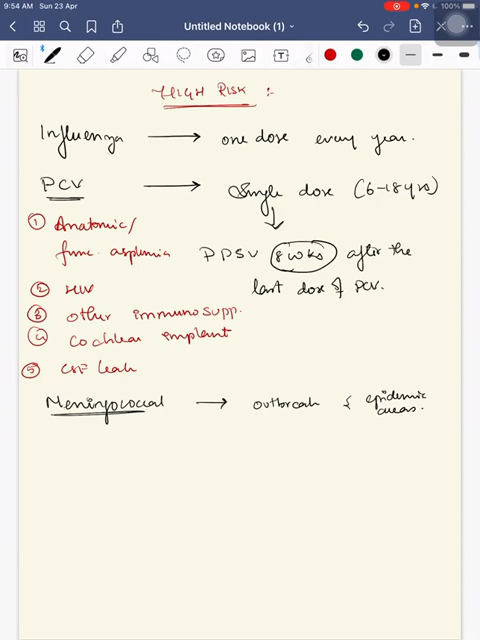 9:54 AM Sun 23 Apr
100%
Untitled Notebook (1)
HIGH RISK :-
Influenza → one dose every year.
PCV → Single dose (6-18 yrs)
↓
① Anatomic/
func. asplenia
PPSV 8 wks after the
last dose of PCV.
② HIV
③ other immunosupp.
④ Cochlear implant
⑤ CSF leak
Meningococcal → outbreak & epidemic
areas.